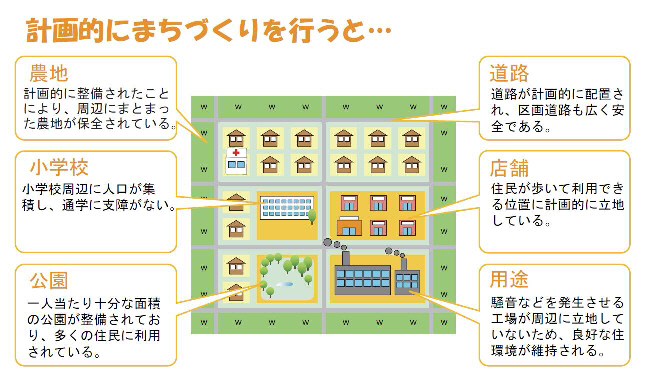 計画的にまちづくりを行うと…
農地
計画的に整備されたこと
により、周辺にまとまっ
た農地が保全されている。
小学校
小学校周辺に人口が集
積し、通学に支障がない。
公園
一人当たり十分な面積
の公園が整備されてお
り、多くの住民に利用
されている。
道路
道路が計画的に配置さ
れ、区画道路も広く安
全である。
店舗
住民が歩いて利用でき
る位置に計画的に立地
している。
用途
騒音などを発生させる
工場が周辺に立地して
いないため、良好な住
環境が維持される。